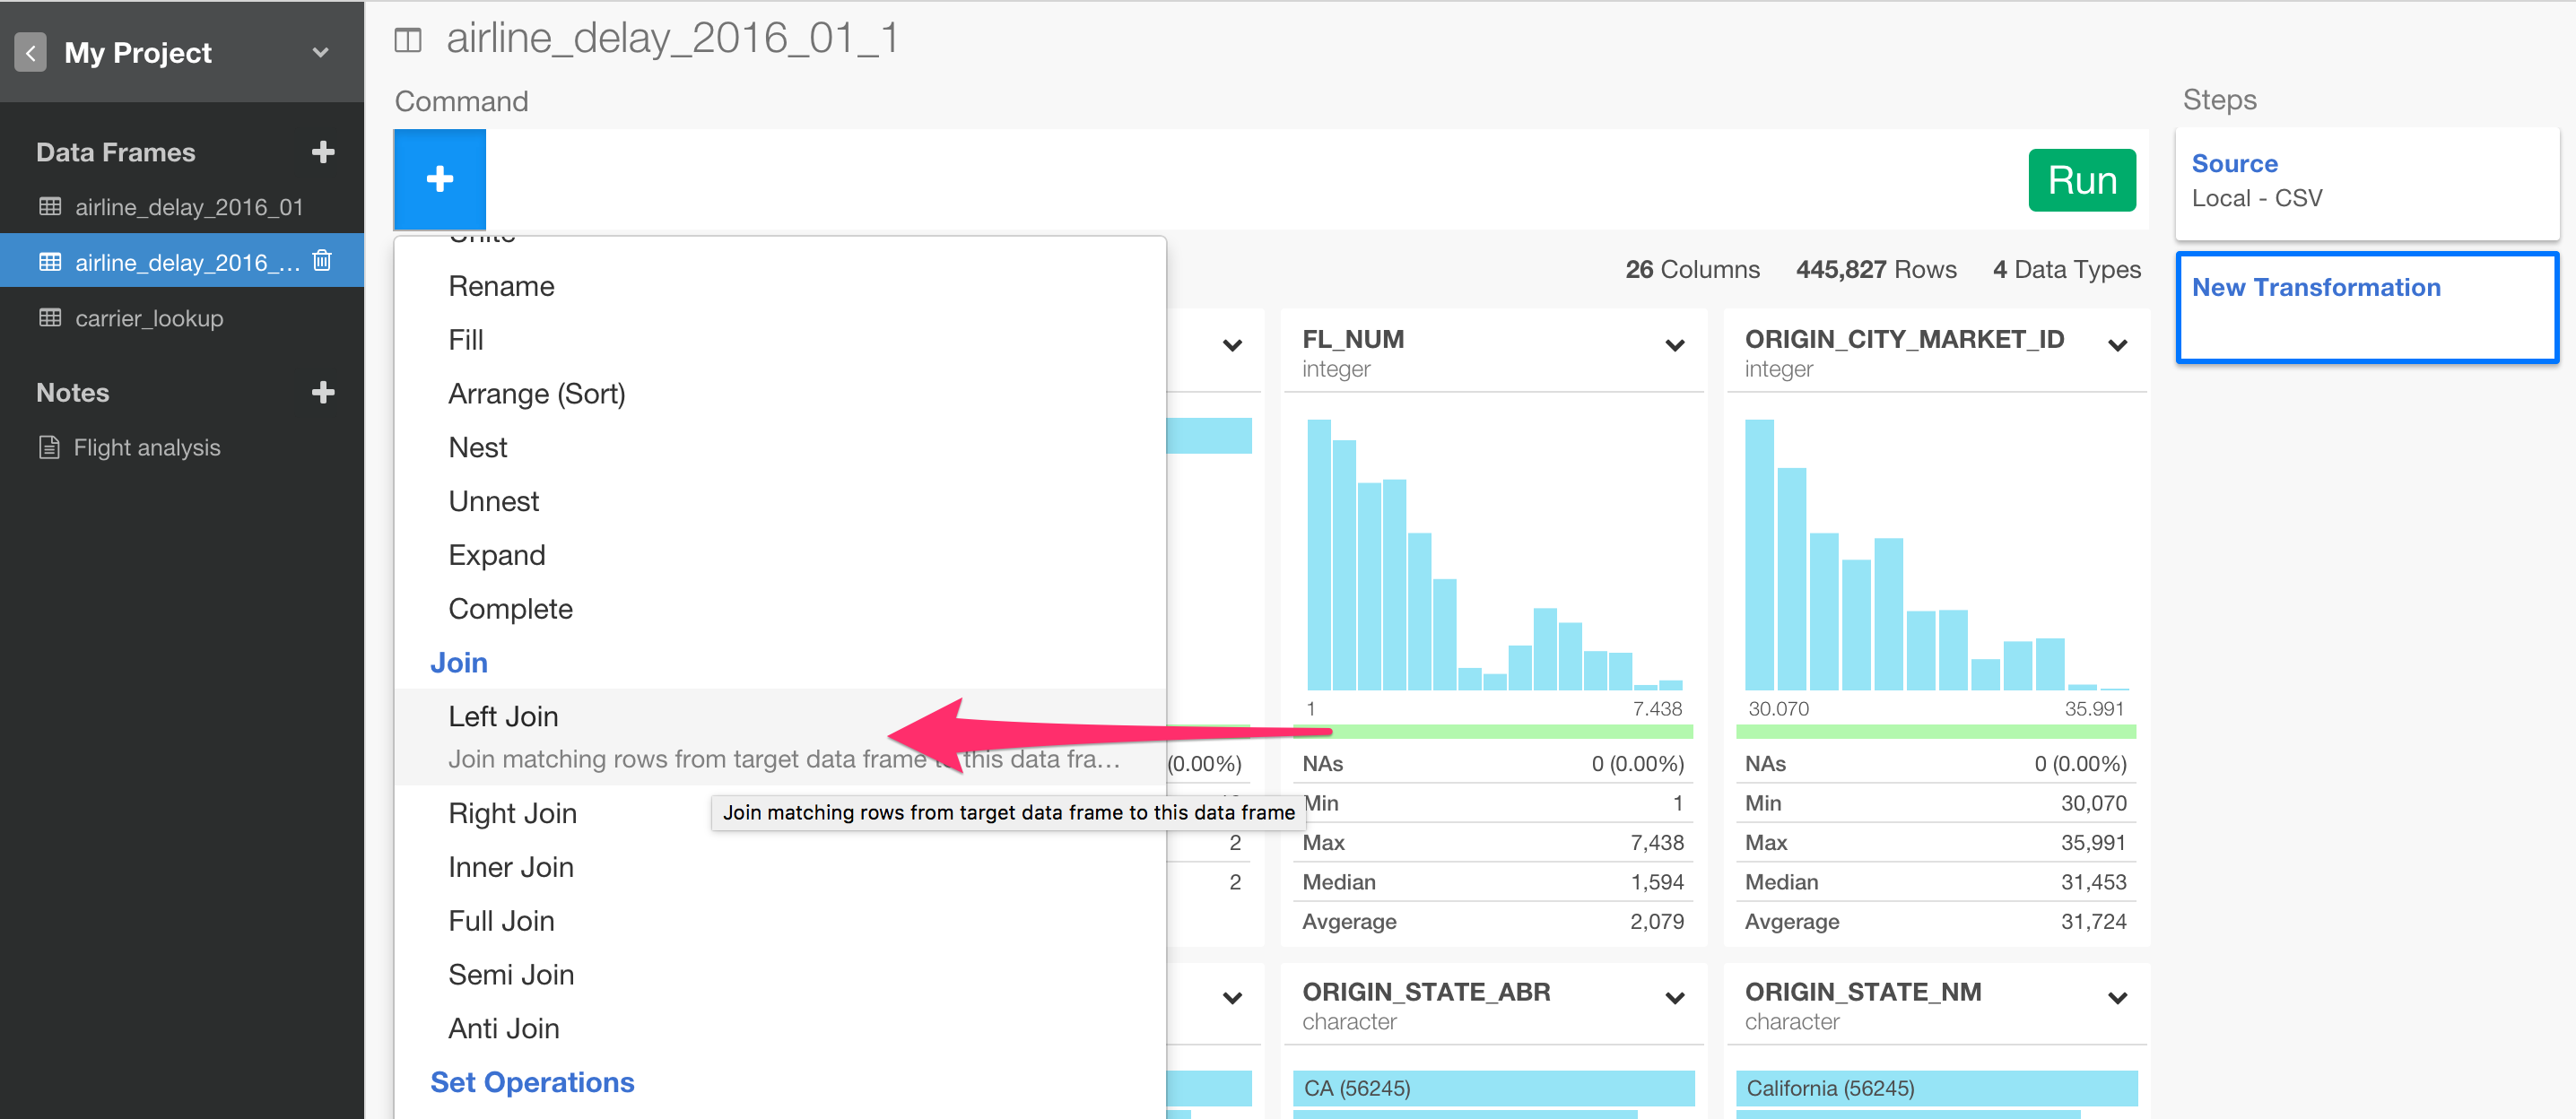 My Project
Data Frames
airline_delay_2016_01
airline_delay_2016_...
carrier_lookup
Notes
Flight analysis
airline_delay_2016_01_1
Command
Run
26 Columns 445,827 Rows 4 Data Types
Rename
Fill
Arrange (Sort)
Nest
Unnest
Expand
Complete
Join
Left Join
Join matching rows from target data frame to this data fra...
Join matching rows from target data frame to this data frame
Right Join
Inner Join
Full Join
Semi Join
Anti Join
Set Operations
(0.00%)
2
2
FL_NUM
integer
1 7.438
NAs 0 (0.00%)
Min 1
Max 7,438
Median 1,594
Avgerage 2,079
ORIGIN_CITY_MARKET_ID
integer
30.070 35.991
NAs 0 (0.00%)
Min 30,070
Max 35,991
Median 31,453
Avgerage 31,724
ORIGIN_STATE_ABR
character
CA (56245)
ORIGIN_STATE_NM
character
California (56245)
Steps
Source
Local - CSV
New Transformation